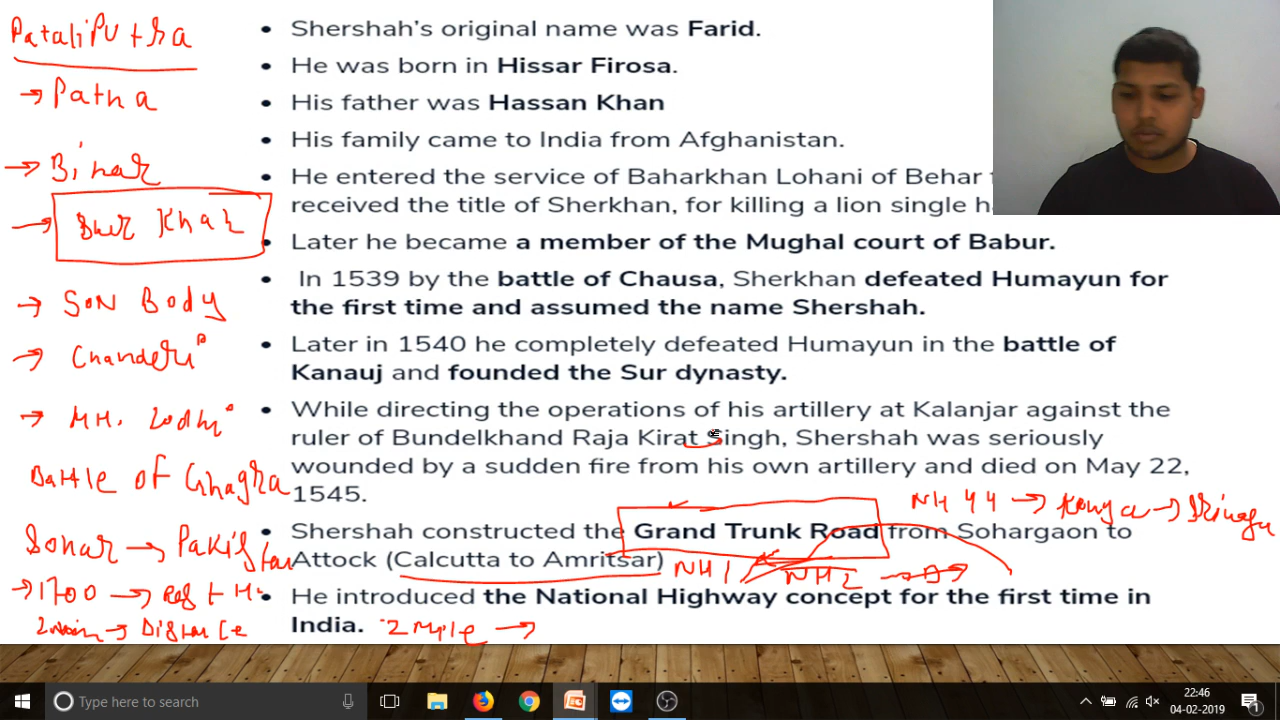 Shershah's original name was Farid.
He was born in Hissar Firosa.
His father was Hassan Khan
His family came to India from Afghanistan.
He entered the service of Baharkhan Lohani of Behar
received the title of Sherkhan, for killing a lion single
Later he became a member of the Mughal court of Babur.
In 1539 by the battle of Chausa, Sherkhan defeated Humayun for
the first time and assumed the name Shershah.
Later in 1540 he completely defeated Humayun in the battle of
Kanauj and founded the Sur dynasty.
While directing the operations of his artillery at Kalanjar against the
ruler of Bundelkhand Raja Kirat Singh, Shershah was seriously
wounded by a sudden fire from his own artillery and died on May 22,
1545.
Shershah constructed the Grand Trunk Road from Sohargaon to
Attock (Calcutta to Amritsar)
He introduced the National Highway concept for the first time in
India.
Pataliputhra
→ Patna
→ Bihar
→ Sher Khan
→ SON Body
→ Chanderi
→ MH. Lodhi
Battle of Ghagra
Sonar → Pakistan
→ 1700 → Res + H
→ Distance
2 Mile →
NH1
NH2 →
NH 44 →
Type here to search
22:46
04-02-2019
1